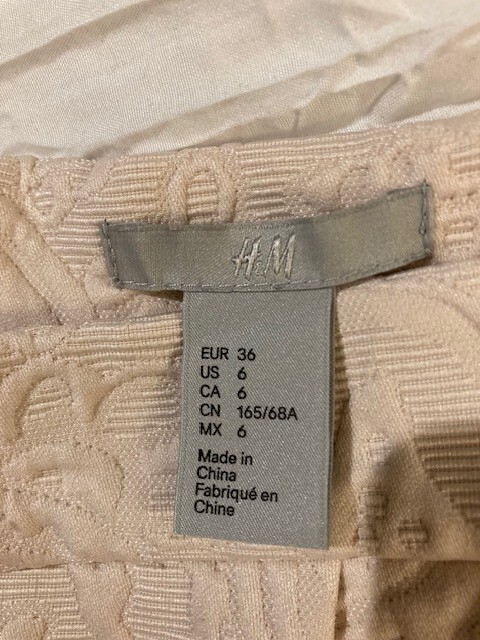 H&M
EUR 36
US 6
CA 6
CN 165/68A
MX 6
Made in
China
Fabriqué en
Chine